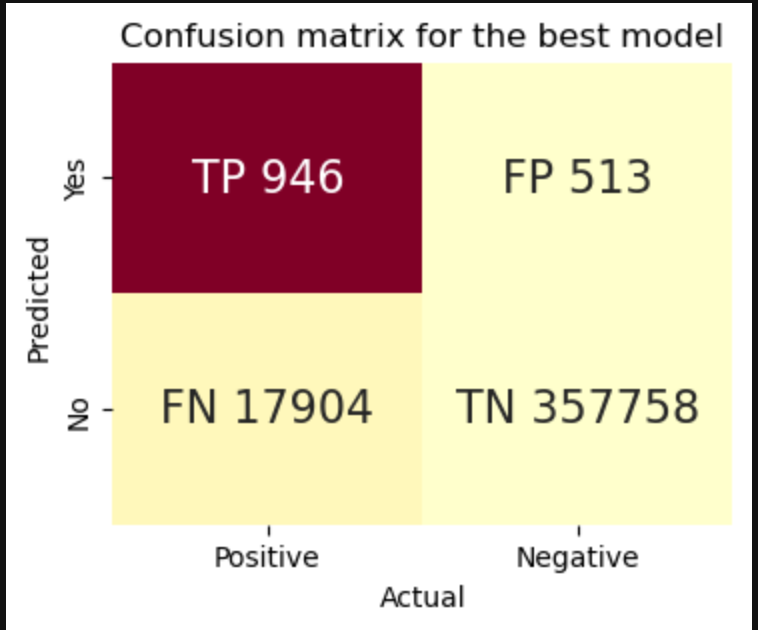 Confusion matrix for the best model
Yes
TP 946
FP 513
Predicted
No
FN 17904
TN 357758
Positive
Negative
Actual